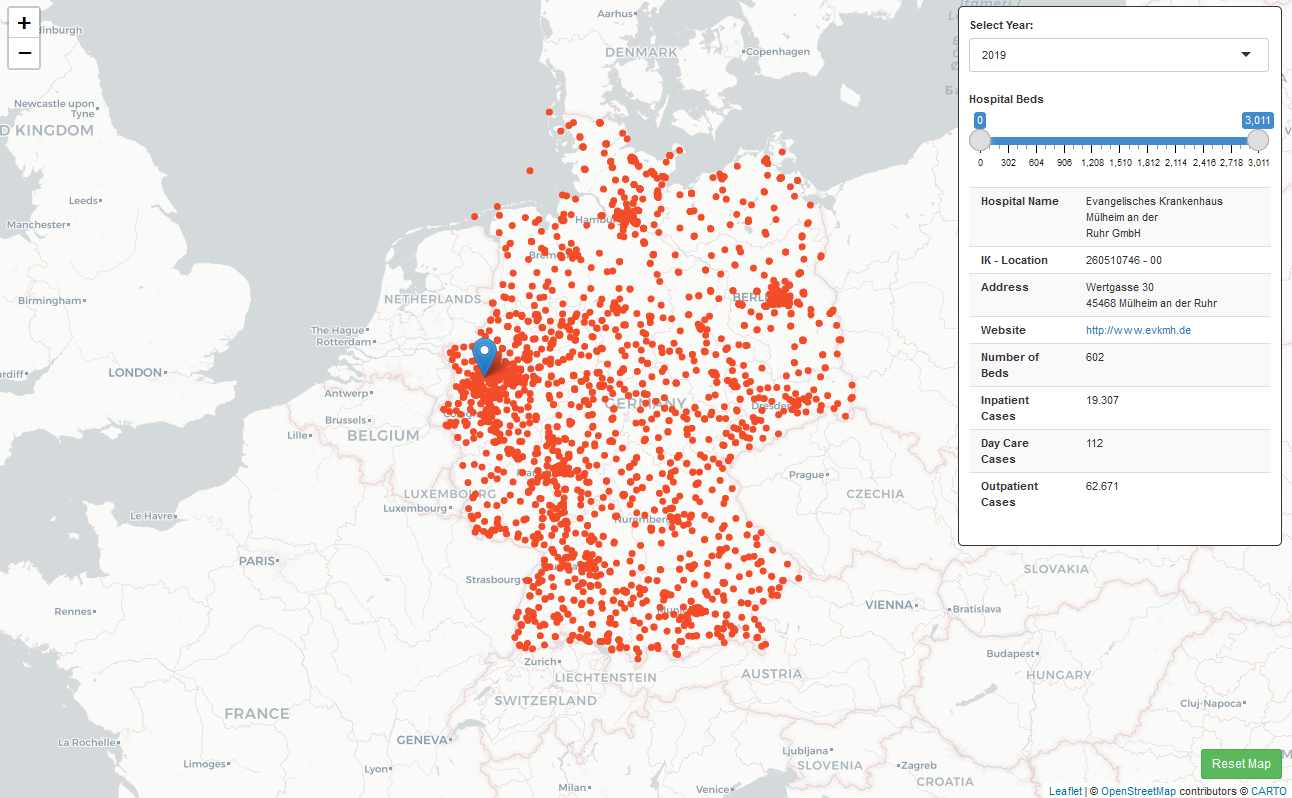 +
−
Edinburgh
Newcastle upon
Tyne
D KINGDOM
Leeds
Manchester
Birmingham
ardiff
LONDON
Aarhus
DENMARK
Copenhagen
Hambu
Brem
NETHERLANDS
BERL
The Hague
Rotterdam
Antwerp
Brussels
Lille
BELGIUM
GERMANY
Dresden
LUXEMBOURG
Luxembourg
Prague
CZECHIA
Nuremberg
Le Havre
PARIS
Strasbourg
Rennes
SLOVAKIA
VIENNA
Bratislava
Zurich
LIECHTENSTEIN
AUSTRIA
SWITZERLAND
Budapest
HUNGARY
FRANCE
Cluj-Napoca
La Rochelle
GENEVA
Limoges
Lyon
Ljubljana
SLOVENIA
Zagreb
CROATIA
Milan
Venice
Select Year:
2019
Hospital Beds
0 3,011
0 302 604 906 1,208 1,510 1,812 2,114 2,416 2,718 3,011
Hospital Name Evangelisches Krankenhaus
Mülheim an der
Ruhr GmbH
IK - Location 260510746 - 00
Address Wertgasse 30
45468 Mülheim an der Ruhr
Website http://www.evkmh.de
Number of 602
Beds
Inpatient 19.307
Cases
Day Care 112
Cases
Outpatient 62.671
Cases
Reset Map
Leaflet | © OpenStreetMap contributors © CARTO